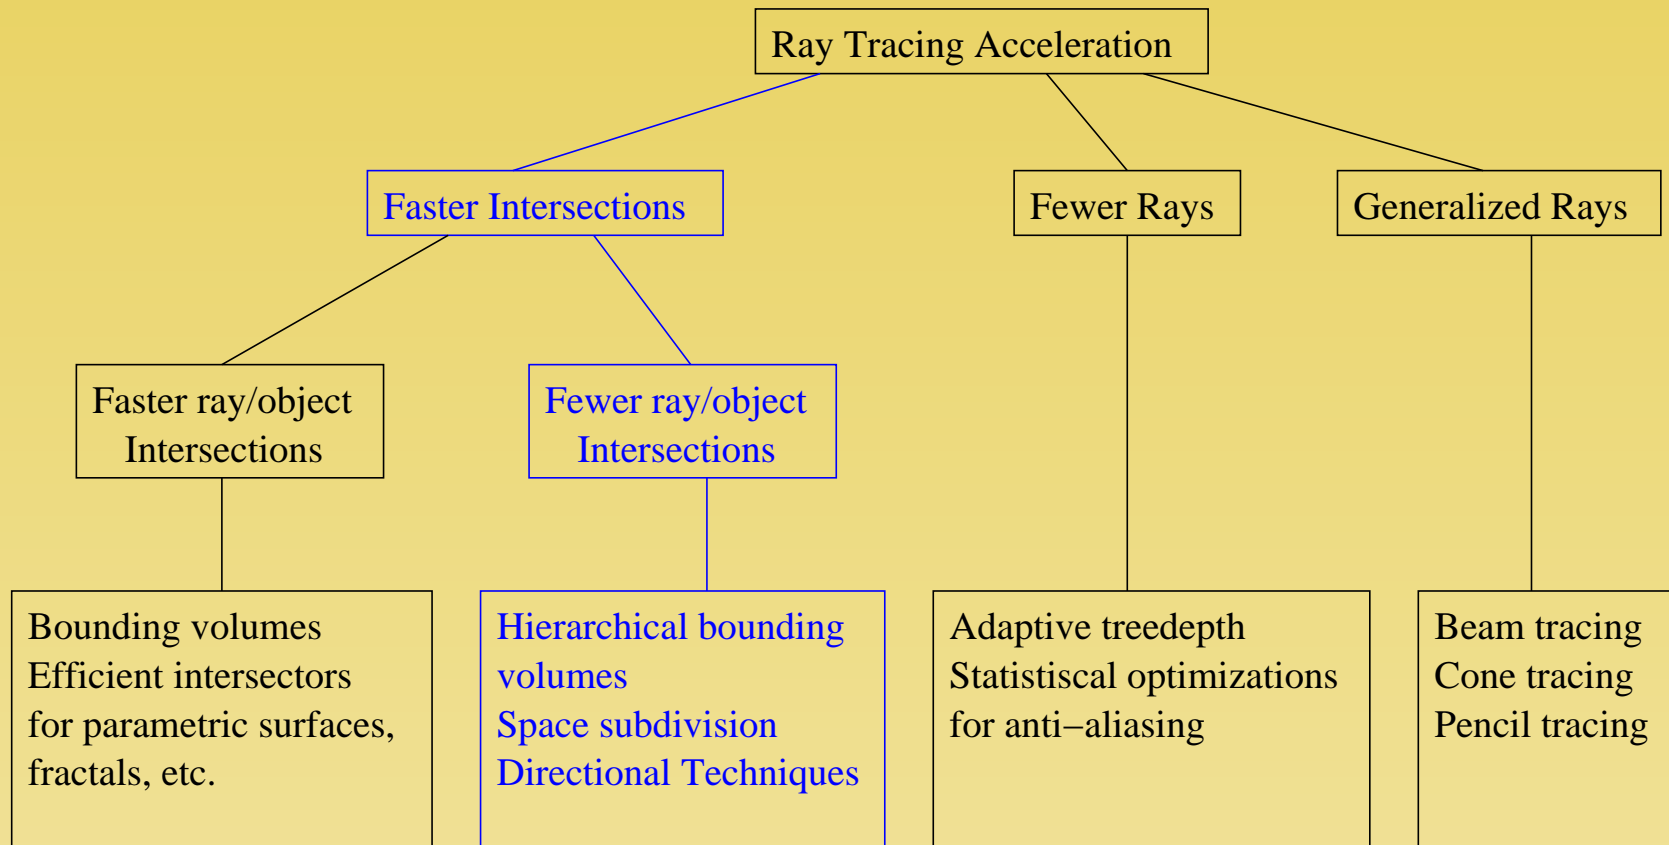 Ray Tracing Acceleration
Faster Intersections
Fewer Rays
Generalized Rays
Faster ray/object
Intersections
Fewer ray/object
Intersections
Bounding volumes
Efficient intersectors
for parametric surfaces,
fractals, etc.
Hierarchical bounding
volumes
Space subdivision
Directional Techniques
Adaptive treedepth
Statistiscal optimizations
for anti−aliasing
Beam tracing
Cone tracing
Pencil tracing